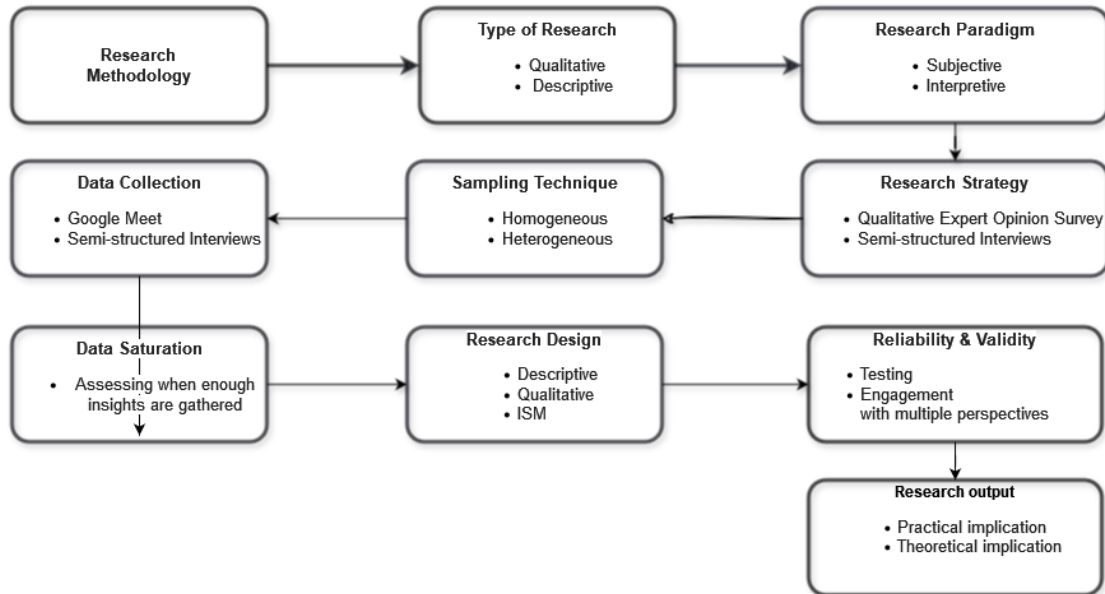 Research
Methodology
Type of Research
• Qualitative
• Descriptive
Research Paradigm
• Subjective
• Interpretive
Research Strategy
• Qualitative Expert Opinion Survey
• Semi-structured Interviews
Sampling Technique
• Homogeneous
• Heterogeneous
Data Collection
• Google Meet
• Semi-structured Interviews
Data Saturation
• Assessing when enough
insights are gathered
Research Design
• Descriptive
• Qualitative
• ISM
Reliability & Validity
• Testing
• Engagement
with multiple perspectives
Research output
• Practical implication
• Theoretical implication